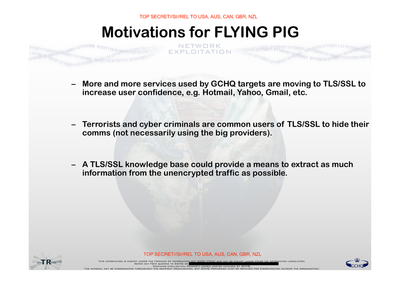 TOP SECRET//SI//REL TO USA, AUS, CAN, GBR, NZL
Motivations for FLYING PIG
NETWORK
EXPLOITATION
– More and more services used by GCHQ targets are moving to TLS/SSL to
increase user confidence, e.g. Hotmail, Yahoo, Gmail, etc.
– Terrorists and cyber criminals are common users of TLS/SSL to hide their
comms (not necessarily using the big providers).
– A TLS/SSL knowledge base could provide a means to extract as much
information from the unencrypted traffic as possible.
TOP SECRET//SI//REL TO USA, AUS, CAN, GBR, NZL
TR
GCHQ